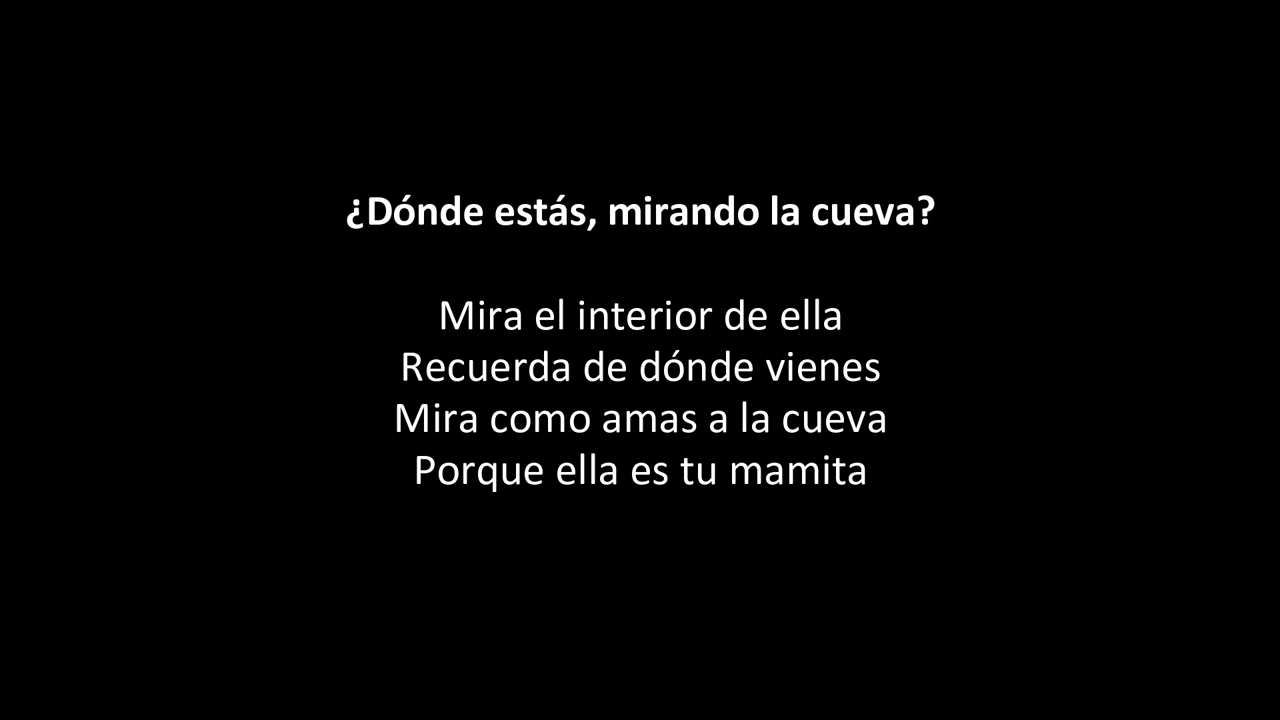 ¿Dónde estás, mirando la cueva?
Mira el interior de ella
Recuerda de dónde vienes
Mira como amas a la cueva
Porque ella es tu mamita